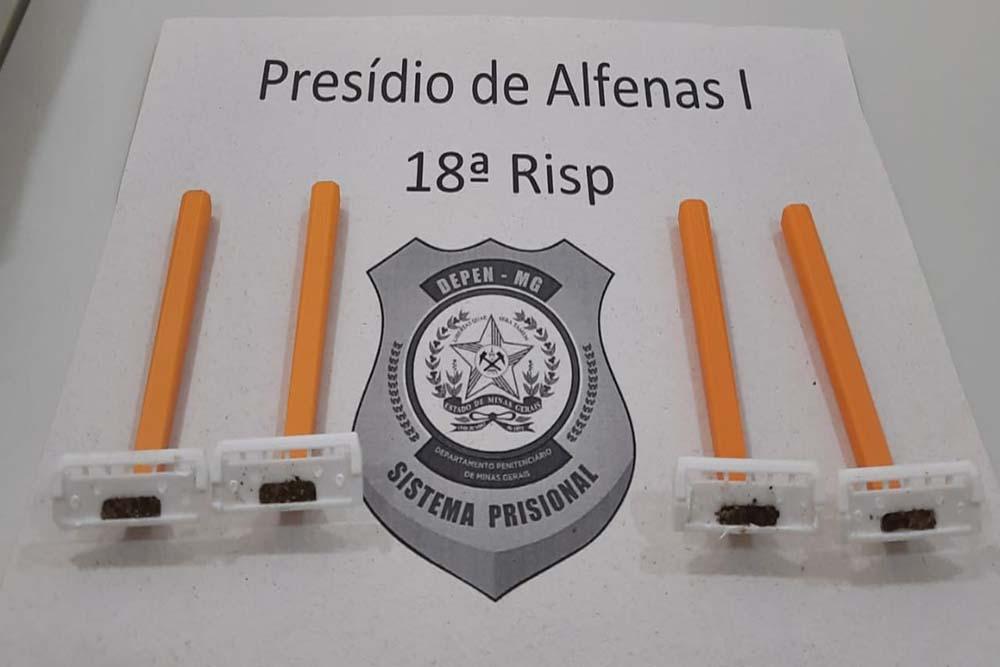 Presídio de Alfenas I
18ª Risp
DEPEN - MG
ESTADO DE MINAS GERAIS
DEPARTAMENTO PENITENCIÁRIO
DE MINAS GERAIS
SISTEMA PRISIONAL